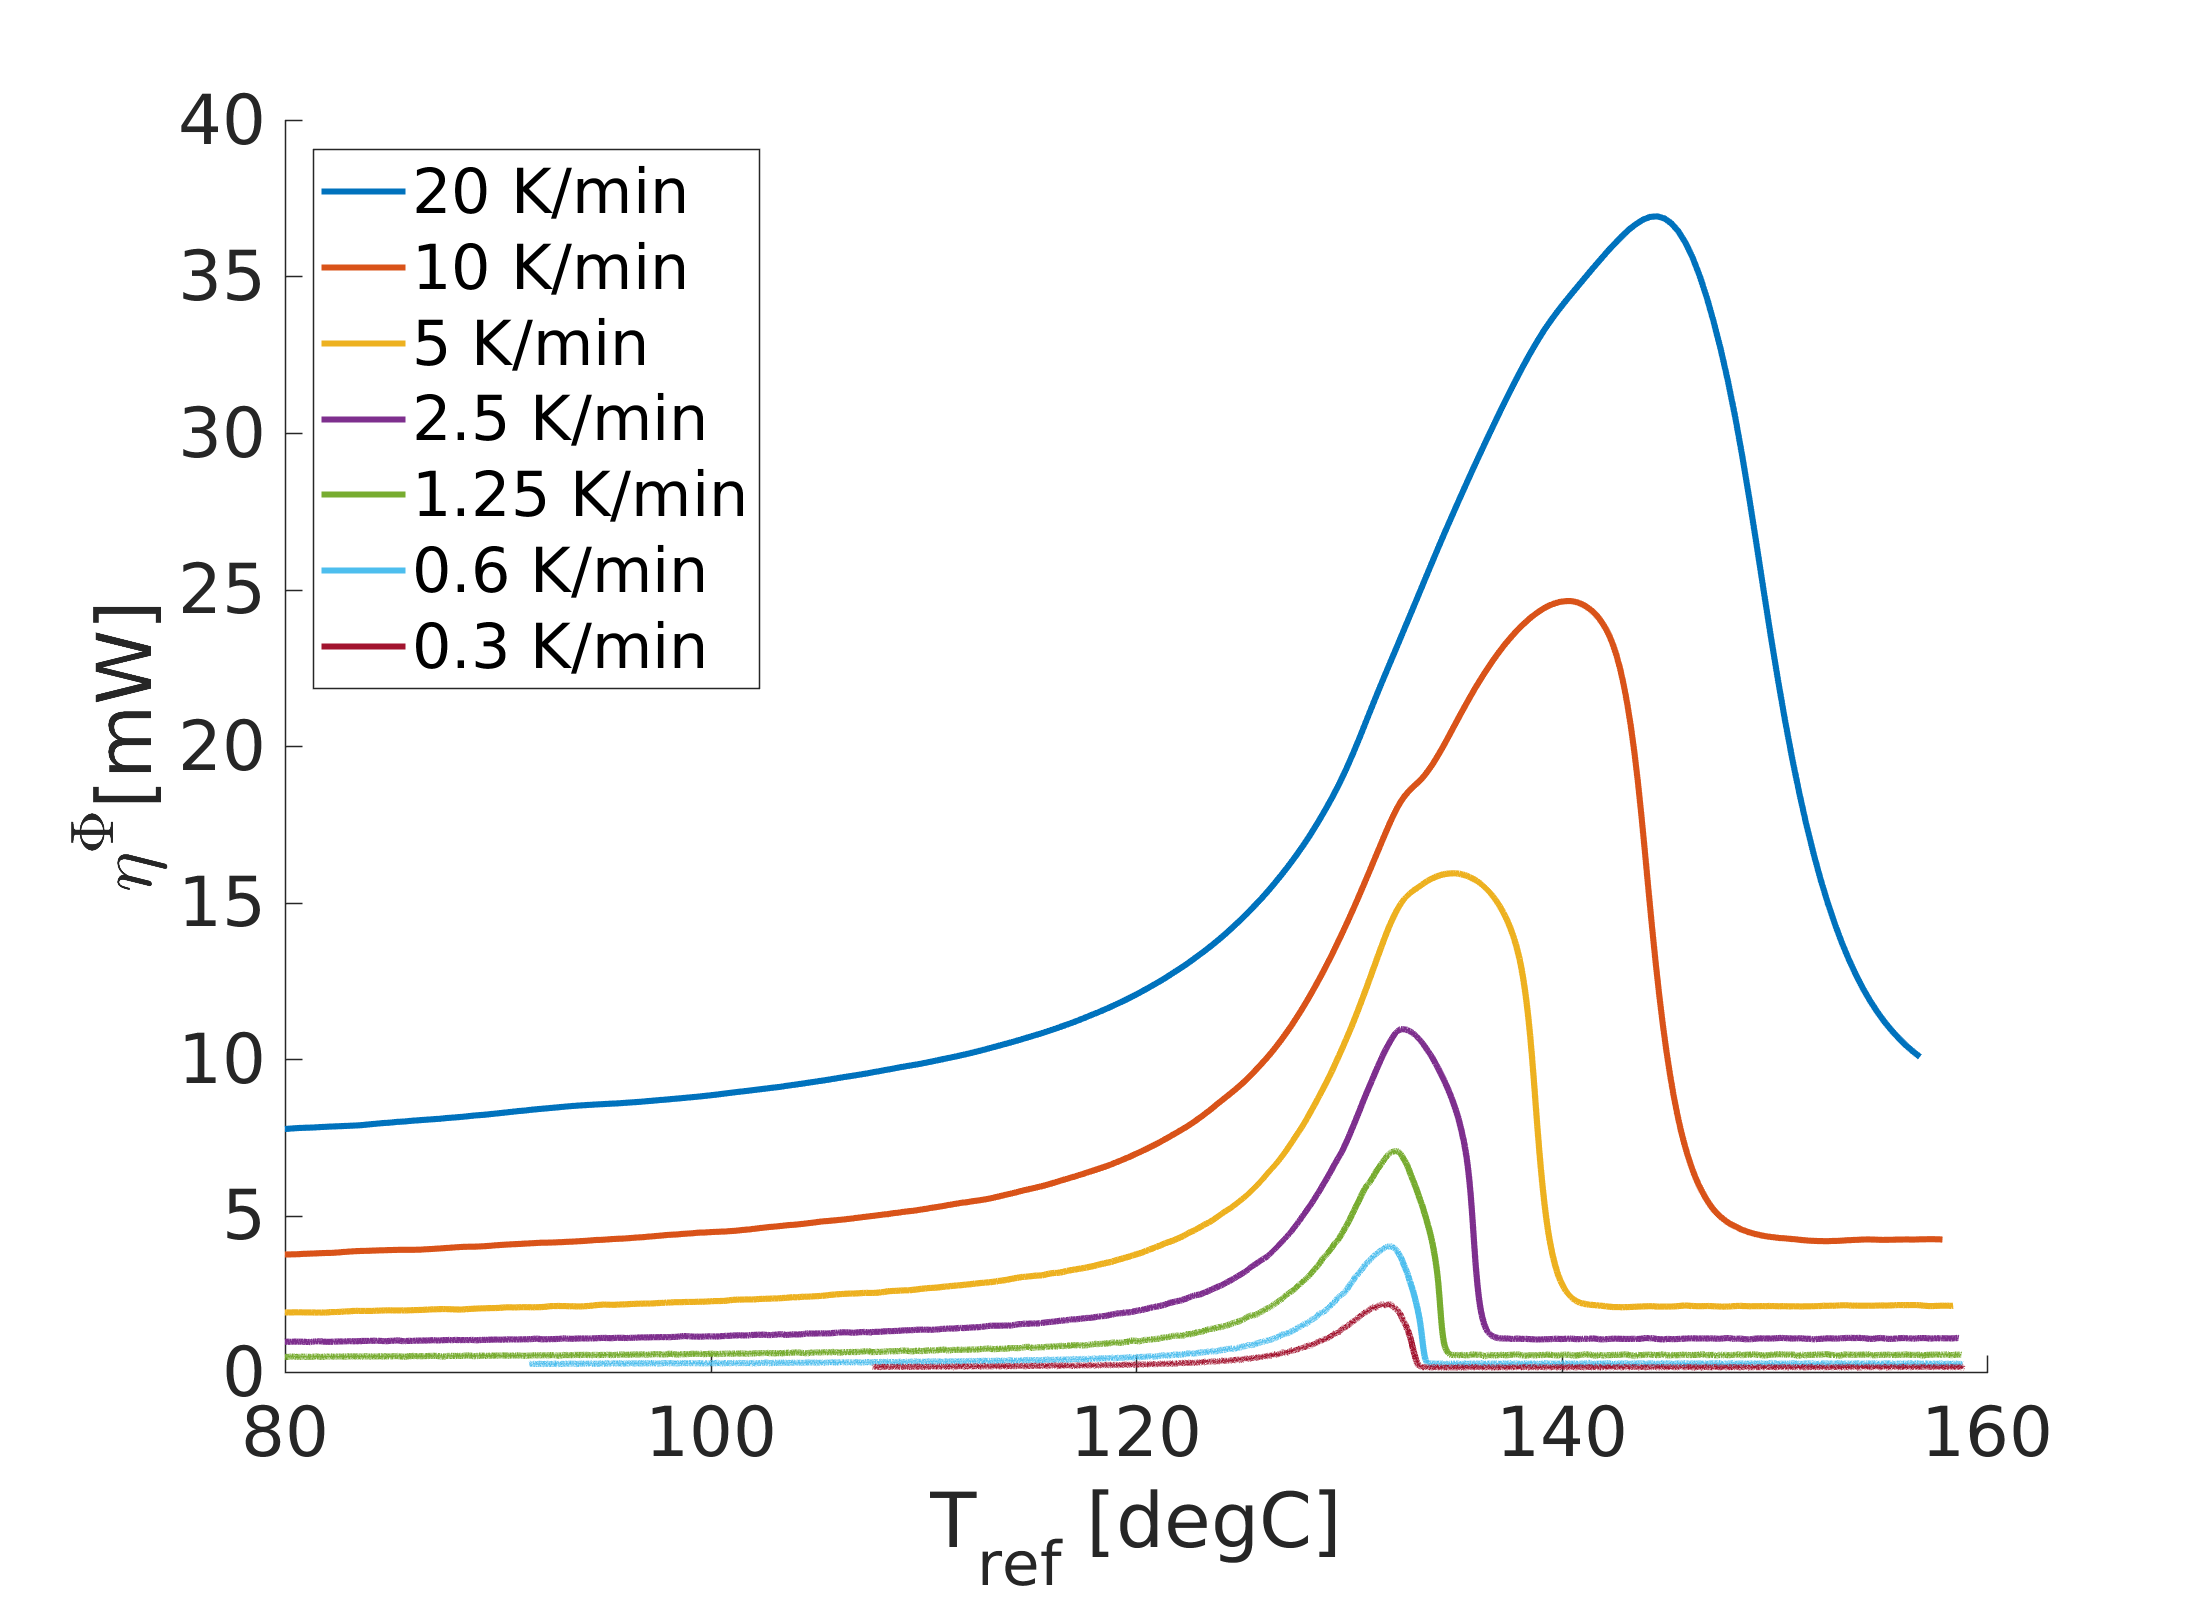 40
35
30
25
20
15
10
5
0
η^Φ[mW]
20 K/min
10 K/min
5 K/min
2.5 K/min
1.25 K/min
0.6 K/min
0.3 K/min
80 100 120 140 160
T_ref [degC]